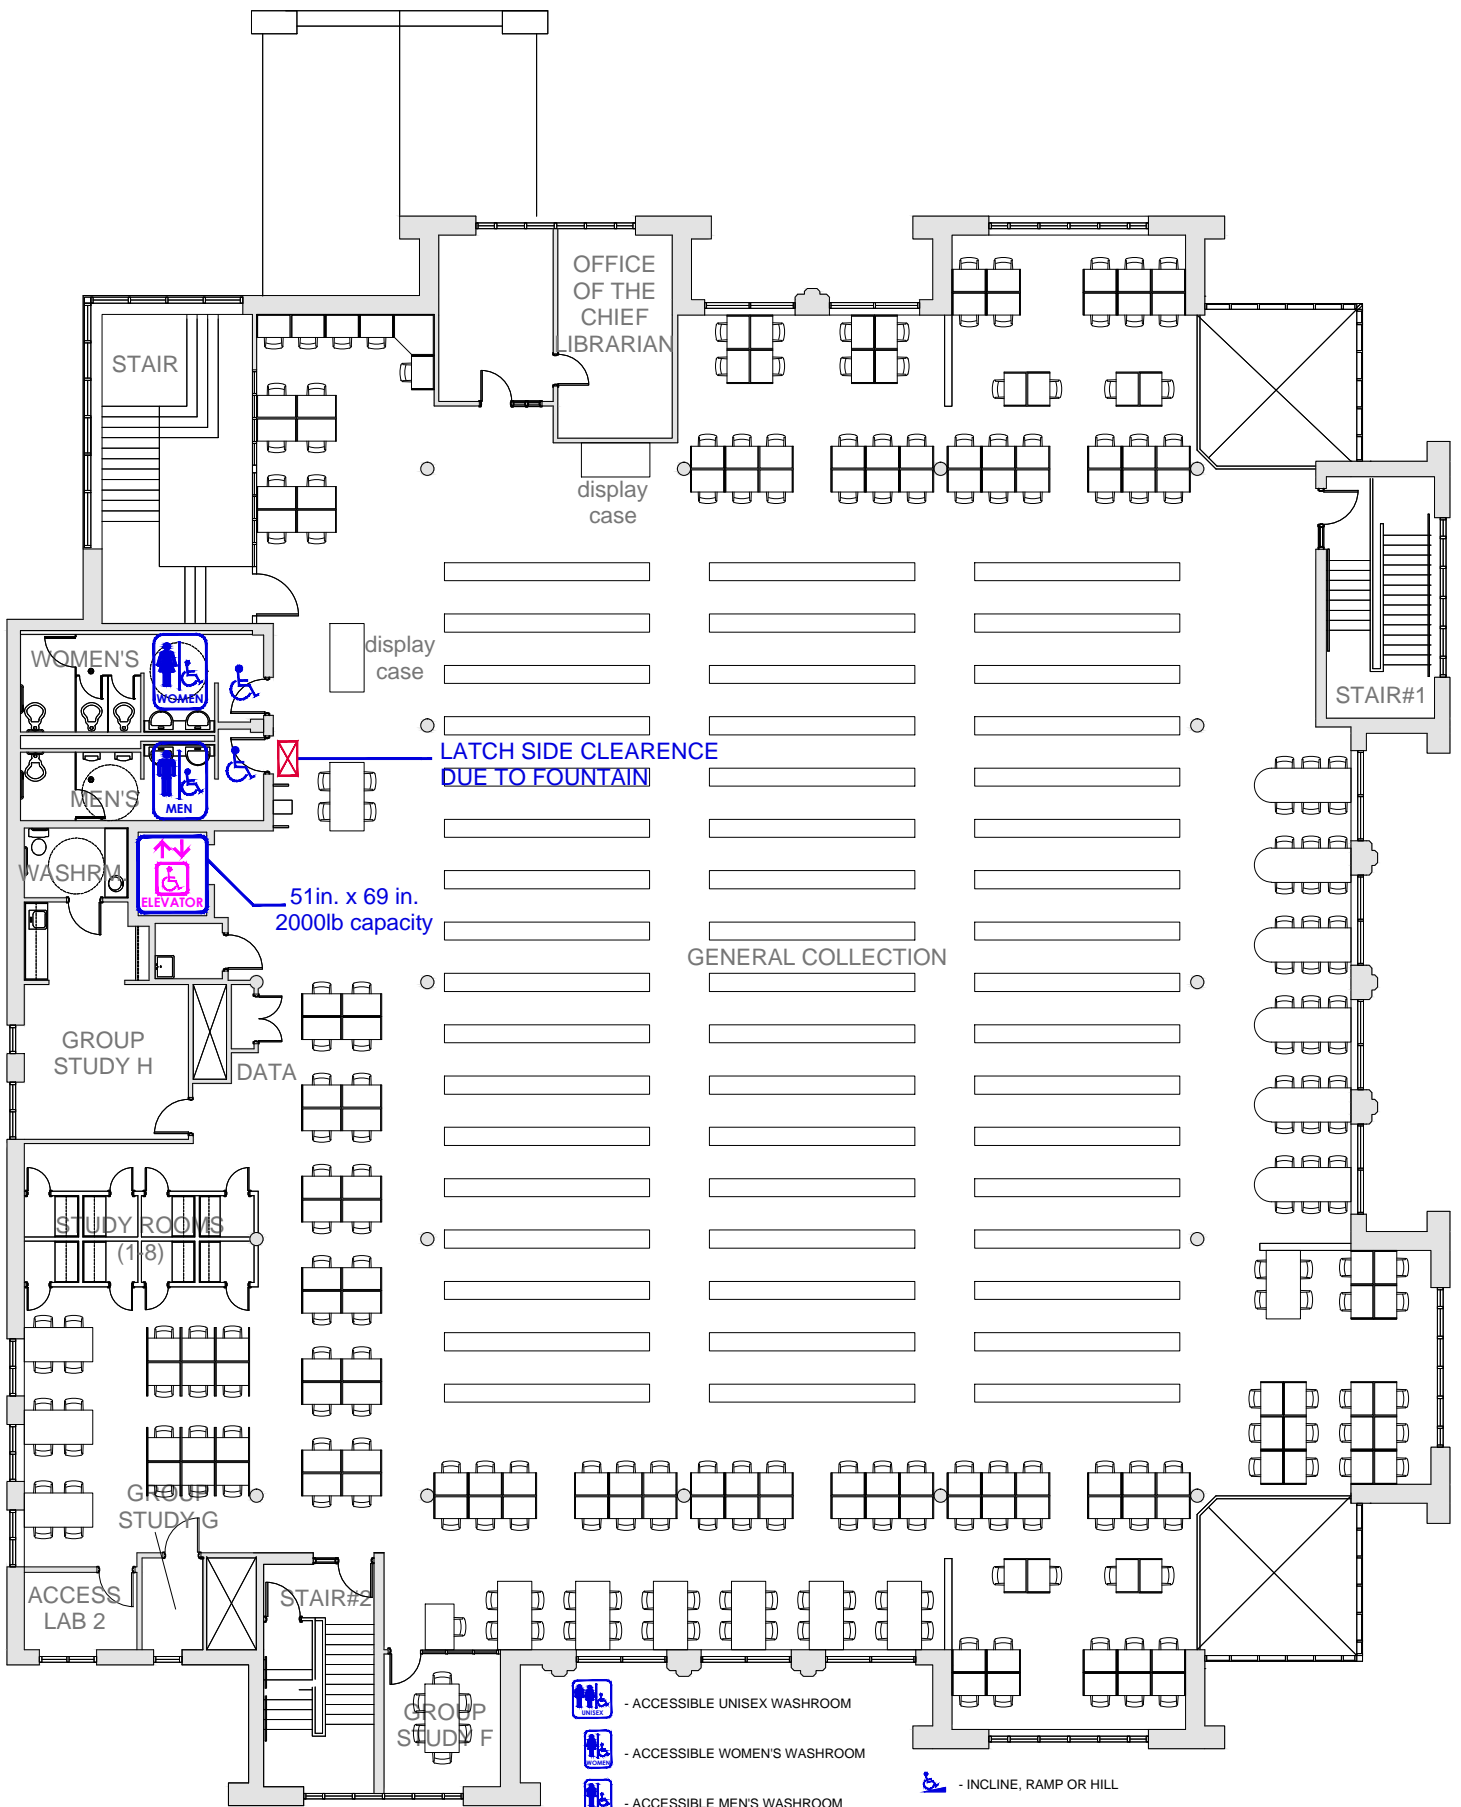 OFFICE
OF THE
CHIEF
LIBRARIAN
STAIR
display
case
WOMEN'S
WOMEN
display
case
STAIR#1
LATCH SIDE CLEARENCE
DUE TO FOUNTAIN
MEN'S
MEN
WASHRM
ELEVATOR
51in. x 69 in.
2000lb capacity
GENERAL COLLECTION
GROUP
STUDY H
DATA
STUDY ROOMS
(1-8)
GROUP
STUDY G
ACCESS
LAB 2
STAIR#2
GROUP
STUDY F
UNISEX
- ACCESSIBLE UNISEX WASHROOM
WOMEN
- ACCESSIBLE WOMEN'S WASHROOM
- INCLINE, RAMP OR HILL
- ACCESSIBLE MEN'S WASHROOM